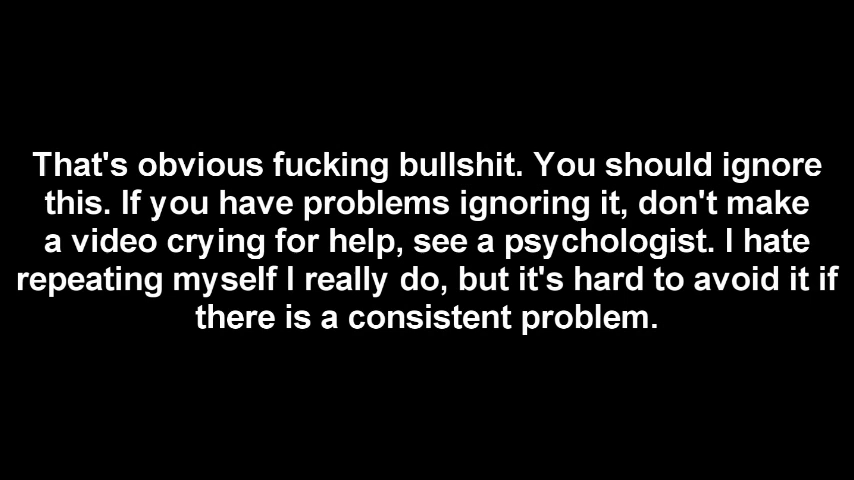 That's obvious fucking bullshit. You should ignore
this. If you have problems ignoring it, don't make
a video crying for help, see a psychologist. I hate
repeating myself I really do, but it's hard to avoid it if
there is a consistent problem.